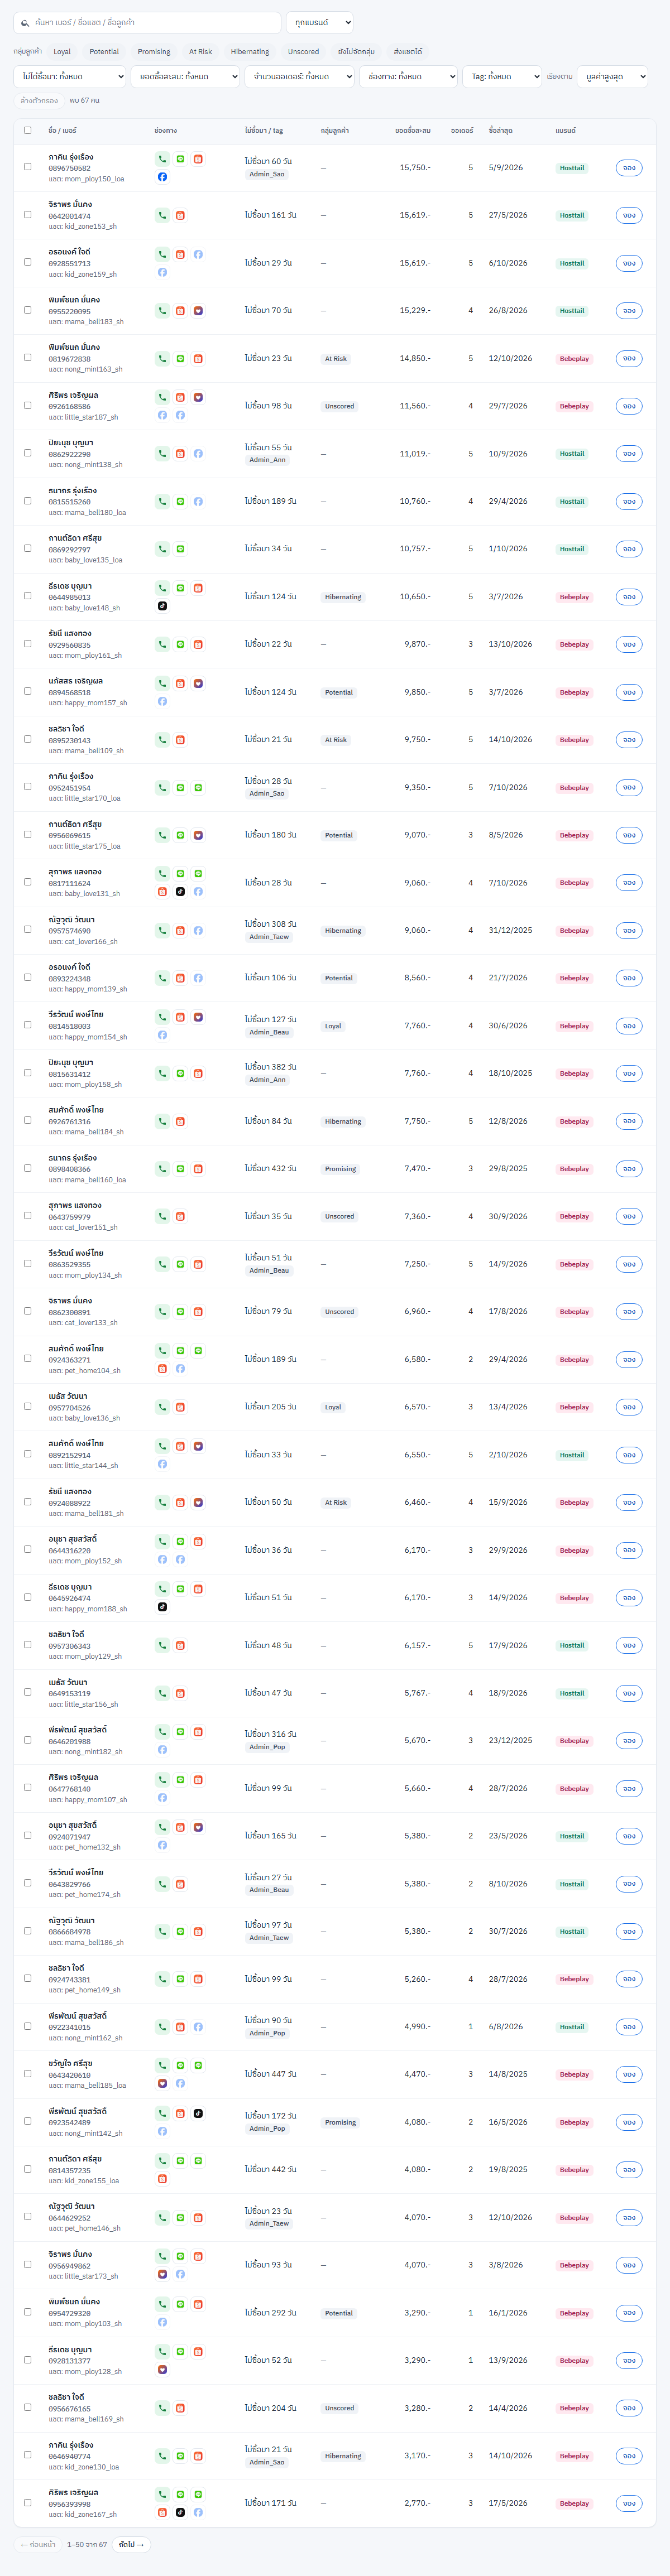 ค้นหา เบอร์ / ชื่อแชต / ชื่อลูกค้า ทุกแบรนด์
กลุ่มลูกค้า Loyal Potential Promising At Risk Hibernating Unscored ยังไม่จัดกลุ่ม ส่งแชตได้
ไม่ได้ซื้อมา: ทั้งหมด ยอดซื้อสะสม: ทั้งหมด จำนวนออเดอร์: ทั้งหมด ช่องทาง: ทั้งหมด Tag: ทั้งหมด เรียงตาม มูลค่าสูงสุด
ล้างตัวกรอง พบ 67 คน
ชื่อ / เบอร์ ช่องทาง ไม่ซื้อมา / tag กลุ่มลูกค้า ยอดซื้อสะสม ออเดอร์ ซื้อล่าสุด แบรนด์
ภาคิน รุ่งเรือง
0896750582
แชต: mom_ploy150_loa
ไม่ซื้อมา 60 วัน
Admin_Sao
— 15,750.- 5 5/9/2026 Hosttail จอง
จิราพร มั่นคง
0642001474
แชต: kid_zone153_sh
ไม่ซื้อมา 161 วัน — 15,619.- 5 27/5/2026 Hosttail จอง
อรอนงค์ ใจดี
0928551713
แชต: kid_zone159_sh
ไม่ซื้อมา 29 วัน — 15,619.- 5 6/10/2026 Hosttail จอง
พิมพ์ชนก มั่นคง
0955220095
แชต: mama_bell183_sh
ไม่ซื้อมา 70 วัน — 15,229.- 4 26/8/2026 Hosttail จอง
พิมพ์ชนก มั่นคง
0819672838
แชต: nong_mint163_sh
ไม่ซื้อมา 23 วัน At Risk 14,850.- 5 12/10/2026 Bebeplay จอง
ศิริพร เจริญผล
0926168586
แชต: little_star187_sh
ไม่ซื้อมา 98 วัน Unscored 11,560.- 4 29/7/2026 Bebeplay จอง
ปิยะนุช บุญมา
0862922290
แชต: nong_mint138_sh
ไม่ซื้อมา 55 วัน
Admin_Ann
— 11,019.- 5 10/9/2026 Hosttail จอง
ธนากร รุ่งเรือง
0815515260
แชต: mama_bell180_loa
ไม่ซื้อมา 189 วัน — 10,760.- 4 29/4/2026 Hosttail จอง
กานต์ธิดา ศรีสุข
0869292797
แชต: baby_love135_loa
ไม่ซื้อมา 34 วัน — 10,757.- 5 1/10/2026 Hosttail จอง
ธีรเดช บุญมา
0644985013
แชต: baby_love148_sh
ไม่ซื้อมา 124 วัน Hibernating 10,650.- 5 3/7/2026 Bebeplay จอง
รัชนี แสงทอง
0929560835
แชต: mom_ploy161_sh
ไม่ซื้อมา 22 วัน — 9,870.- 3 13/10/2026 Bebeplay จอง
นภัสสร เจริญผล
0894568518
แชต: happy_mom157_sh
ไม่ซื้อมา 124 วัน Potential 9,850.- 5 3/7/2026 Bebeplay จอง
ชลธิชา ใจดี
0895230143
แชต: mama_bell109_sh
ไม่ซื้อมา 21 วัน At Risk 9,750.- 5 14/10/2026 Bebeplay จอง
ภาคิน รุ่งเรือง
0952451954
แชต: little_star170_loa
ไม่ซื้อมา 28 วัน
Admin_Sao
— 9,350.- 5 7/10/2026 Bebeplay จอง
กานต์ธิดา ศรีสุข
0956069615
แชต: little_star175_loa
ไม่ซื้อมา 180 วัน Potential 9,070.- 3 8/5/2026 Bebeplay จอง
สุภาพร แสงทอง
0817111624
แชต: baby_love131_sh
ไม่ซื้อมา 28 วัน — 9,060.- 4 7/10/2026 Bebeplay จอง
ณัฐวุฒิ วัฒนา
0957574690
แชต: cat_lover166_sh
ไม่ซื้อมา 308 วัน
Admin_Taew
Hibernating 9,060.- 4 31/12/2025 Bebeplay จอง
อรอนงค์ ใจดี
0893224348
แชต: happy_mom139_sh
ไม่ซื้อมา 106 วัน Potential 8,560.- 4 21/7/2026 Bebeplay จอง
วีรวัฒน์ พงษ์ไทย
0814518003
แชต: happy_mom154_sh
ไม่ซื้อมา 127 วัน
Admin_Beau
Loyal 7,760.- 4 30/6/2026 Bebeplay จอง
ปิยะนุช บุญมา
0815631412
แชต: mom_ploy158_sh
ไม่ซื้อมา 382 วัน
Admin_Ann
— 7,760.- 4 18/10/2025 Bebeplay จอง
สมศักดิ์ พงษ์ไทย
0926761316
แชต: mama_bell184_sh
ไม่ซื้อมา 84 วัน Hibernating 7,750.- 5 12/8/2026 Bebeplay จอง
ธนากร รุ่งเรือง
0898408366
แชต: mama_bell160_loa
ไม่ซื้อมา 432 วัน Promising 7,470.- 3 29/8/2025 Bebeplay จอง
สุภาพร แสงทอง
0643759979
แชต: cat_lover151_sh
ไม่ซื้อมา 35 วัน Unscored 7,360.- 4 30/9/2026 Bebeplay จอง
วีรวัฒน์ พงษ์ไทย
0863529355
แชต: mom_ploy134_sh
ไม่ซื้อมา 51 วัน
Admin_Beau
— 7,250.- 5 14/9/2026 Bebeplay จอง
จิราพร มั่นคง
0862300891
แชต: cat_lover133_sh
ไม่ซื้อมา 79 วัน Unscored 6,960.- 4 17/8/2026 Bebeplay จอง
สมศักดิ์ พงษ์ไทย
0924363271
แชต: pet_home104_sh
ไม่ซื้อมา 189 วัน — 6,580.- 2 29/4/2026 Bebeplay จอง
เมธัส วัฒนา
0957704526
แชต: baby_love136_sh
ไม่ซื้อมา 205 วัน Loyal 6,570.- 3 13/4/2026 Bebeplay จอง
สมศักดิ์ พงษ์ไทย
0892152914
แชต: little_star144_sh
ไม่ซื้อมา 33 วัน — 6,550.- 5 2/10/2026 Hosttail จอง
รัชนี แสงทอง
0924088922
แชต: mama_bell181_sh
ไม่ซื้อมา 50 วัน At Risk 6,460.- 4 15/9/2026 Bebeplay จอง
อนุชา สุขสวัสดิ์
0644316220
แชต: mom_ploy152_sh
ไม่ซื้อมา 36 วัน — 6,170.- 3 29/9/2026 Bebeplay จอง
ธีรเดช บุญมา
0645926474
แชต: happy_mom188_sh
ไม่ซื้อมา 51 วัน — 6,170.- 3 14/9/2026 Bebeplay จอง
ชลธิชา ใจดี
0957306343
แชต: mom_ploy129_sh
ไม่ซื้อมา 48 วัน — 6,157.- 5 17/9/2026 Hosttail จอง
เมธัส วัฒนา
0649153119
แชต: little_star156_sh
ไม่ซื้อมา 47 วัน — 5,767.- 4 18/9/2026 Hosttail จอง
พีรพัฒน์ สุขสวัสดิ์
0646201988
แชต: nong_mint182_sh
ไม่ซื้อมา 316 วัน
Admin_Pop
— 5,670.- 3 23/12/2025 Bebeplay จอง
ศิริพร เจริญผล
0647768140
แชต: happy_mom107_sh
ไม่ซื้อมา 99 วัน — 5,660.- 4 28/7/2026 Bebeplay จอง
อนุชา สุขสวัสดิ์
0924071947
แชต: pet_home132_sh
ไม่ซื้อมา 165 วัน — 5,380.- 2 23/5/2026 Hosttail จอง
วีรวัฒน์ พงษ์ไทย
0643829766
แชต: pet_home174_sh
ไม่ซื้อมา 27 วัน
Admin_Beau
— 5,380.- 2 8/10/2026 Hosttail จอง
ณัฐวุฒิ วัฒนา
0866684978
แชต: mama_bell186_sh
ไม่ซื้อมา 97 วัน
Admin_Taew
— 5,380.- 2 30/7/2026 Hosttail จอง
ชลธิชา ใจดี
0924743381
แชต: pet_home149_sh
ไม่ซื้อมา 99 วัน — 5,260.- 4 28/7/2026 Bebeplay จอง
พีรพัฒน์ สุขสวัสดิ์
0922341015
แชต: nong_mint162_sh
ไม่ซื้อมา 90 วัน
Admin_Pop
— 4,990.- 1 6/8/2026 Hosttail จอง
ขวัญใจ ศรีสุข
0643420610
แชต: mama_bell185_loa
ไม่ซื้อมา 447 วัน — 4,470.- 3 14/8/2025 Bebeplay จอง
พีรพัฒน์ สุขสวัสดิ์
0923542489
แชต: nong_mint142_sh
ไม่ซื้อมา 172 วัน
Admin_Pop
Promising 4,080.- 2 16/5/2026 Bebeplay จอง
กานต์ธิดา ศรีสุข
0814357235
แชต: kid_zone155_loa
ไม่ซื้อมา 442 วัน — 4,080.- 2 19/8/2025 Bebeplay จอง
ณัฐวุฒิ วัฒนา
0644629252
แชต: pet_home146_sh
ไม่ซื้อมา 23 วัน
Admin_Taew
— 4,070.- 3 12/10/2026 Bebeplay จอง
จิราพร มั่นคง
0956949862
แชต: little_star173_sh
ไม่ซื้อมา 93 วัน — 4,070.- 3 3/8/2026 Bebeplay จอง
พิมพ์ชนก มั่นคง
0954729320
แชต: mom_ploy103_sh
ไม่ซื้อมา 292 วัน Potential 3,290.- 1 16/1/2026 Bebeplay จอง
ธีรเดช บุญมา
0928131377
แชต: mom_ploy128_sh
ไม่ซื้อมา 52 วัน — 3,290.- 1 13/9/2026 Bebeplay จอง
ชลธิชา ใจดี
0956676165
แชต: mama_bell169_sh
ไม่ซื้อมา 204 วัน Unscored 3,280.- 2 14/4/2026 Bebeplay จอง
ภาคิน รุ่งเรือง
0646940774
แชต: kid_zone130_loa
ไม่ซื้อมา 21 วัน
Admin_Sao
Hibernating 3,170.- 3 14/10/2026 Bebeplay จอง
ศิริพร เจริญผล
0956393998
แชต: kid_zone167_sh
ไม่ซื้อมา 171 วัน — 2,770.- 3 17/5/2026 Bebeplay จอง
← ก่อนหน้า 1–50 จาก 67 ถัดไป →